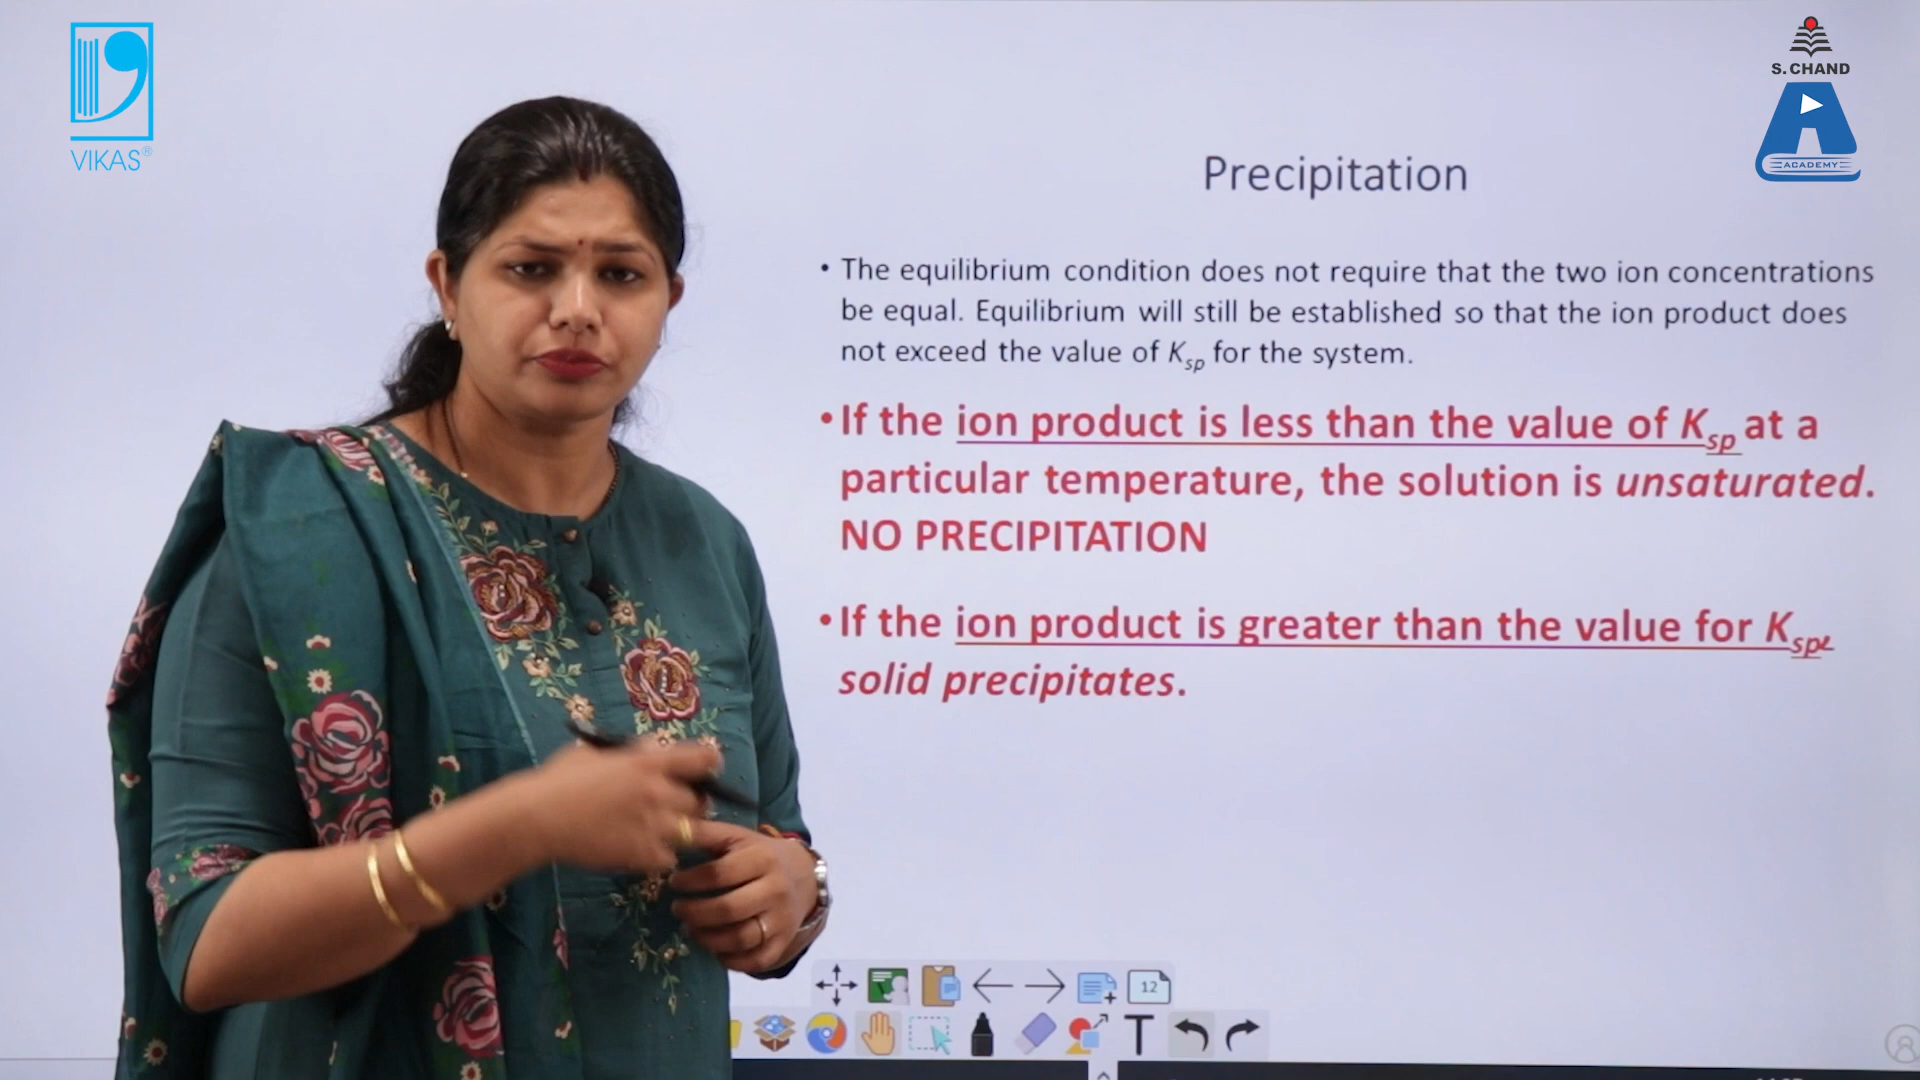 VIKAS®
S. CHAND
ACADEMY
Precipitation
• The equilibrium condition does not require that the two ion concentrations
be equal. Equilibrium will still be established so that the ion product does
not exceed the value of Ksp for the system.
• If the ion product is less than the value of Ksp at a
particular temperature, the solution is unsaturated.
NO PRECIPITATION
• If the ion product is greater than the value for Ksp
solid precipitates.
12
T